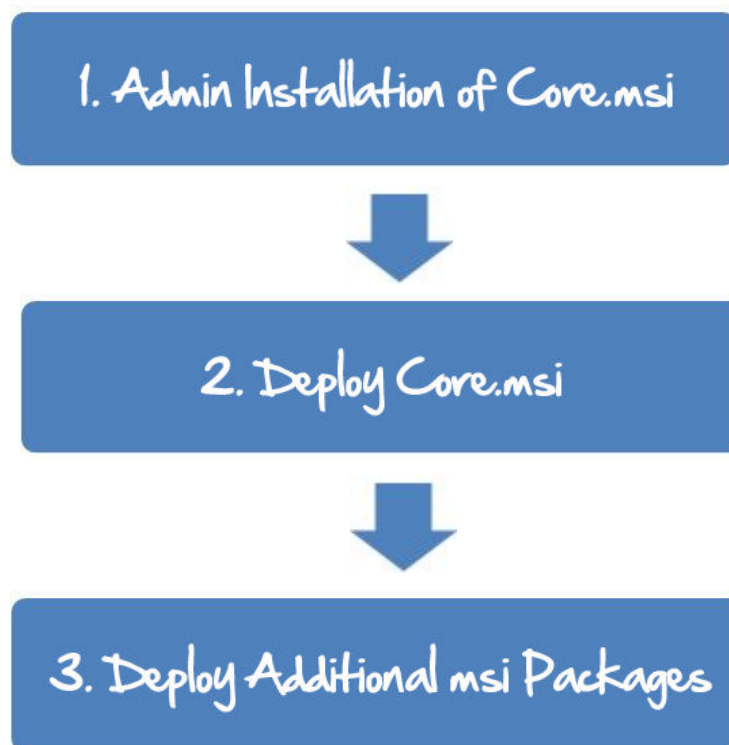 1. Admin Installation of Core.msi
2. Deploy Core.msi
3. Deploy Additional msi Packages